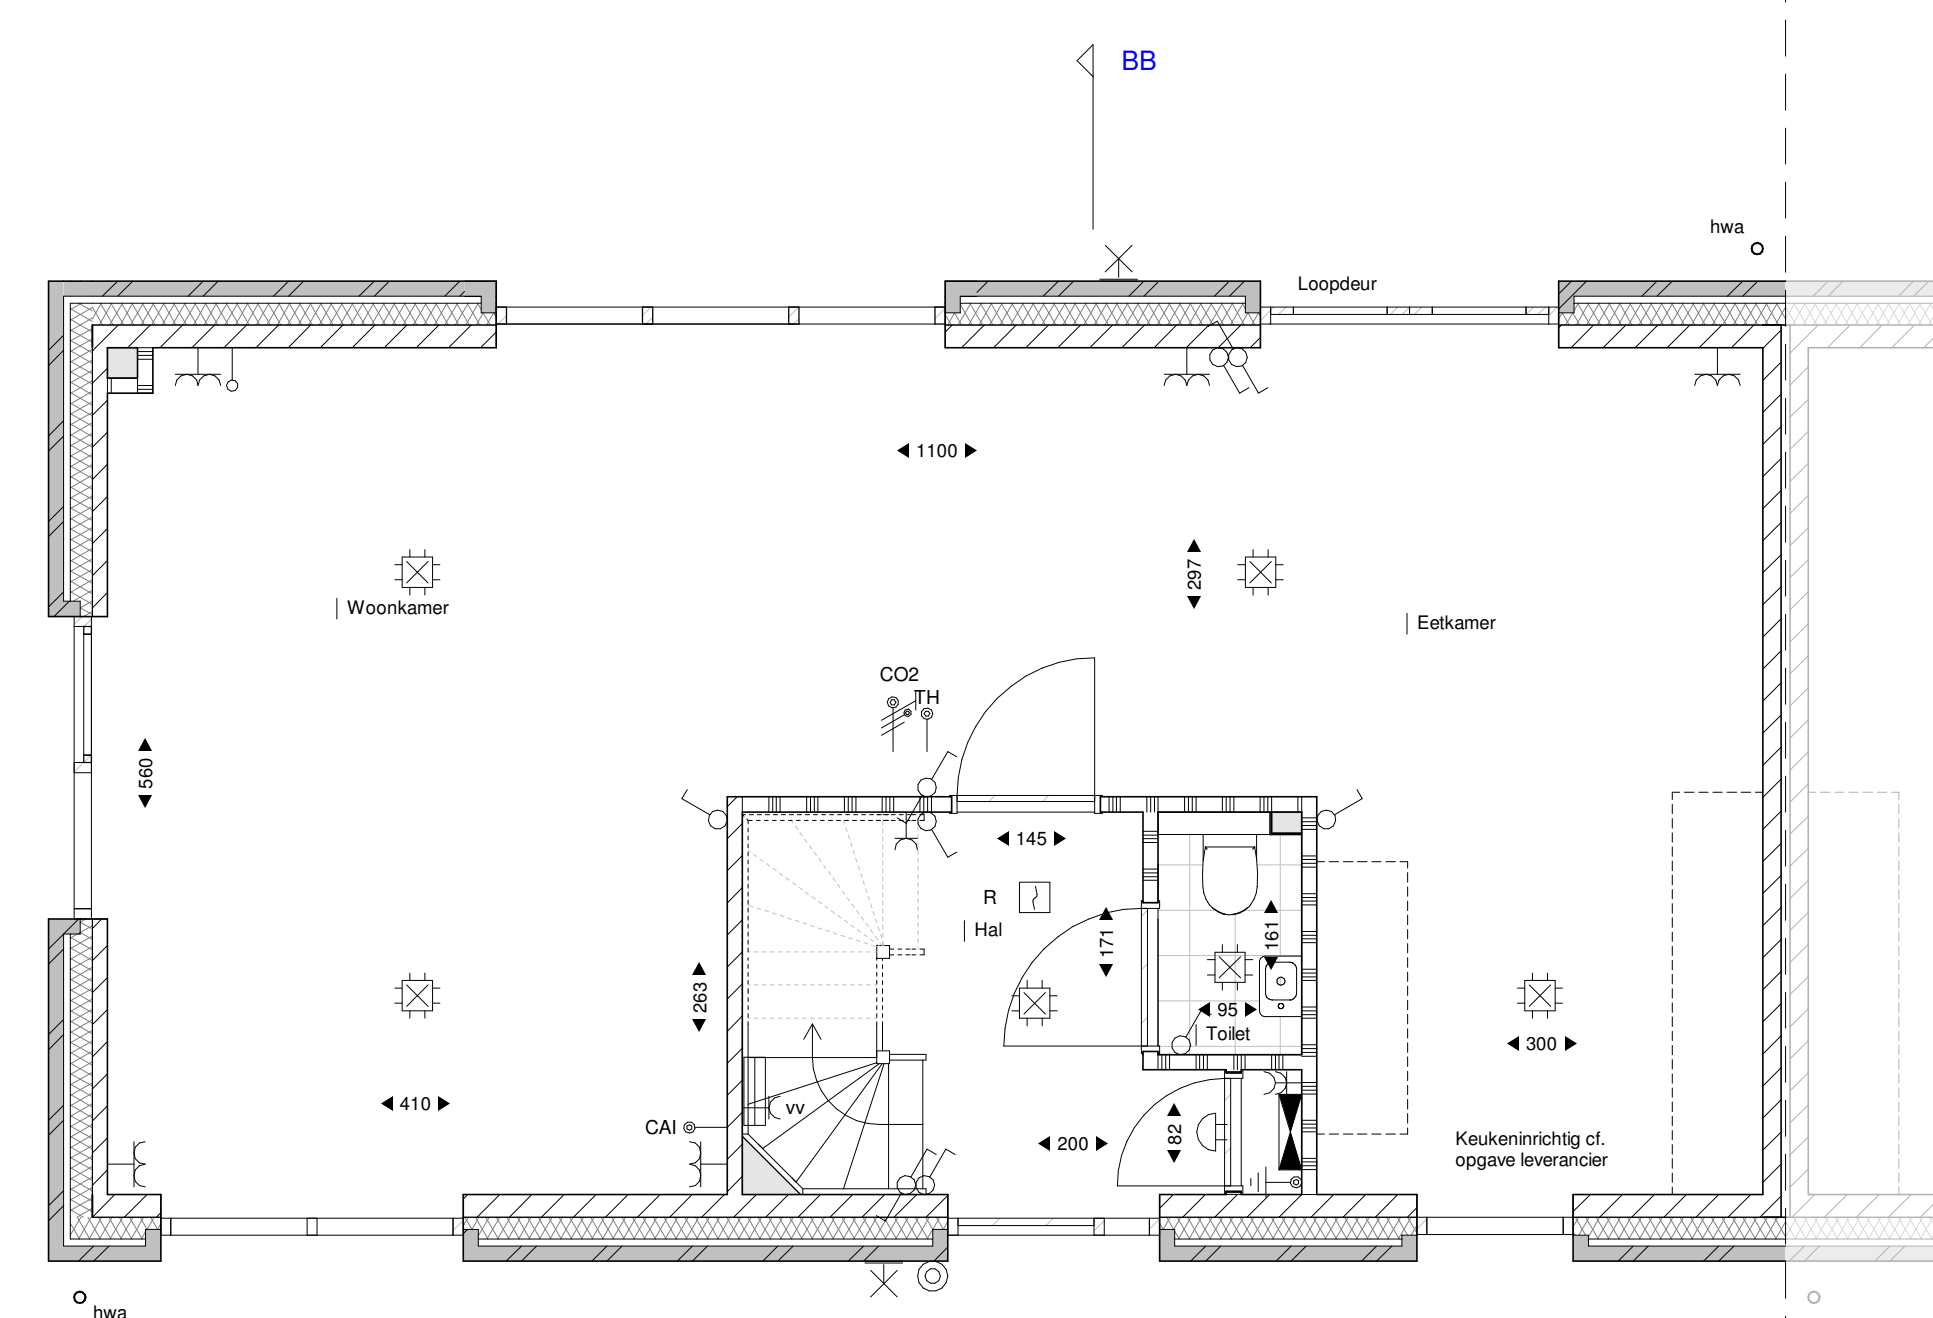 BB
hwa
Loopdeur
1100
297
Woonkamer
Eetkamer
CO2
TH
560
145
R
Hal
171
161
263
95
Toilet
300
410
vv
CAI
200
82
Keukeninrichtig cf.
opgave leverancier
hwa